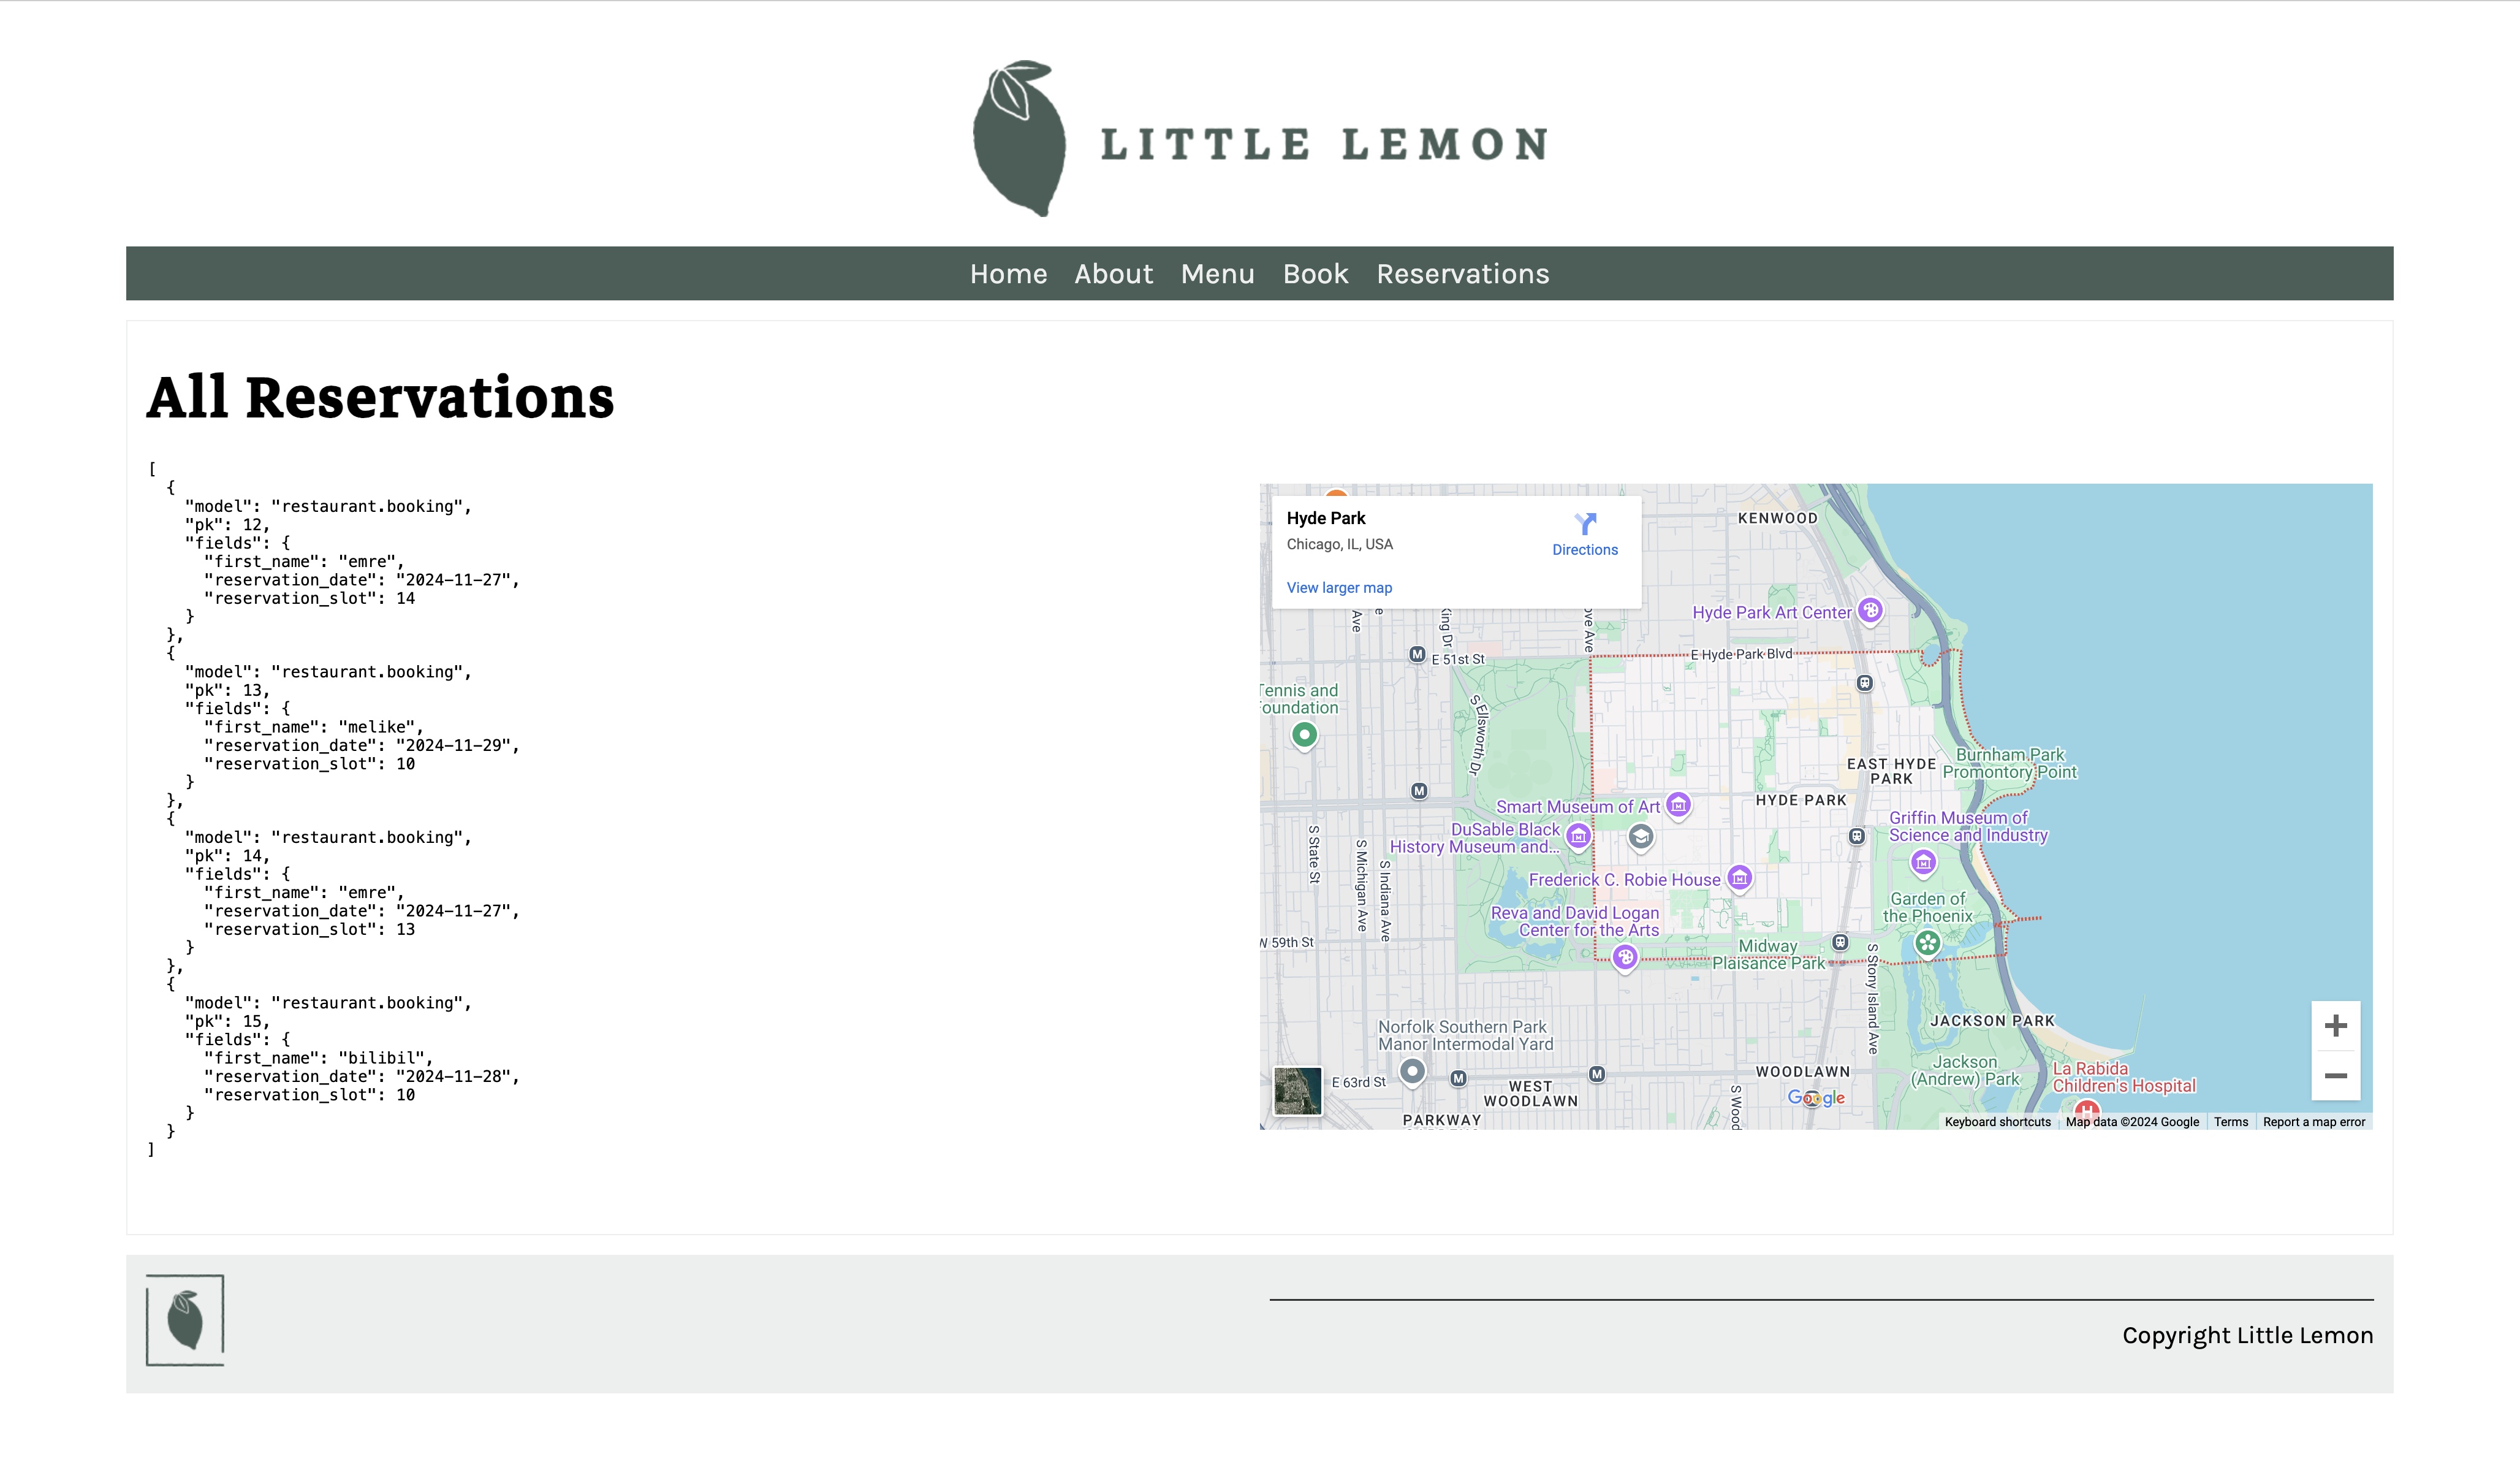 LITTLE LEMON
Home About Menu Book Reservations
All Reservations
[
  {
    "model": "restaurant.booking",
    "pk": 12,
    "fields": {
      "first_name": "emre",
      "reservation_date": "2024-11-27",
      "reservation_slot": 14
    }
  },
  {
    "model": "restaurant.booking",
    "pk": 13,
    "fields": {
      "first_name": "melike",
      "reservation_date": "2024-11-29",
      "reservation_slot": 10
    }
  },
  {
    "model": "restaurant.booking",
    "pk": 14,
    "fields": {
      "first_name": "emre",
      "reservation_date": "2024-11-27",
      "reservation_slot": 13
    }
  },
  {
    "model": "restaurant.booking",
    "pk": 15,
    "fields": {
      "first_name": "bilibil",
      "reservation_date": "2024-11-28",
      "reservation_slot": 10
    }
  }
]
Hyde Park
Chicago, IL, USA
Directions
View larger map
KENWOOD
Hyde Park Art Center
Ave
King Dr
ove Ave
E 51st St
E Hyde Park Blvd
Tennis and
oundation
S Ellsworth Dr
Burnham Park
Promontory Point
EAST HYDE
PARK
HYDE PARK
Smart Museum of Art
DuSable Black
History Museum and...
Griffin Museum of
Science and Industry
S State St
S Michigan Ave
S Indiana Ave
Frederick C. Robie House
Reva and David Logan
Center for the Arts
Garden of
the Phoenix
W 59th St
Midway
Plaisance Park
S Stony Island Ave
JACKSON PARK
Norfolk Southern Park
Manor Intermodal Yard
E 63rd St
WEST
WOODLAWN
WOODLAWN
S Wood
Jackson
(Andrew) Park
La Rabida
Children's Hospital
PARKWAY
Google
Keyboard shortcuts
Map data ©2024 Google
Terms
Report a map error
Copyright Little Lemon